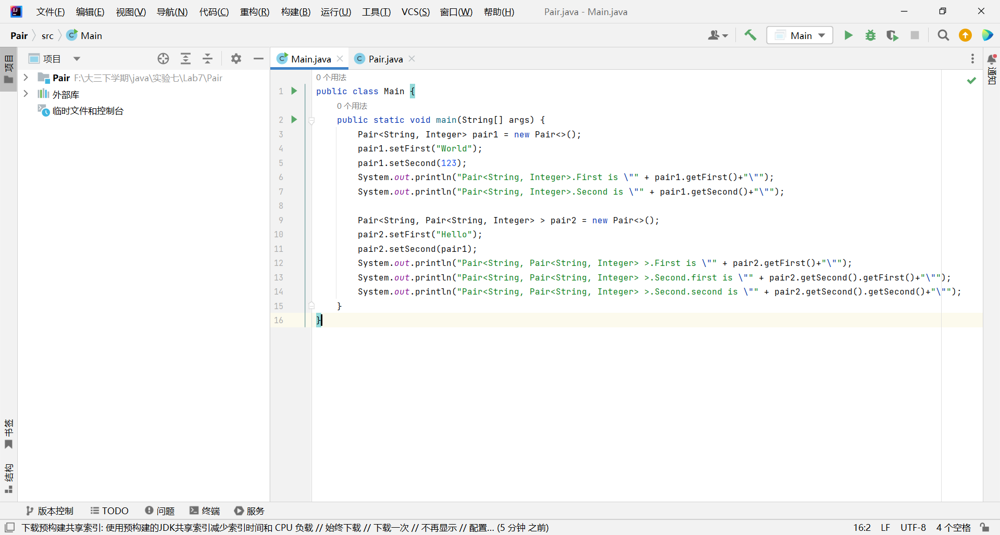 文件(F) 编辑(E) 视图(V) 导航(N) 代码(C) 重构(R) 构建(B) 运行(U) 工具(T) VCS(S) 窗口(W) 帮助(H) Pair.java - Main.java
Pair src Main Main
项目 Main.java Pair.java
项目
通知
Pair F:\大三下学期\java\实验七\Lab7\Pair
外部库
临时文件和控制台
0 个用法
1 public class Main {
0 个用法
2 public static void main(String[] args) {
3 Pair<String, Integer> pair1 = new Pair<>();
4 pair1.setFirst("World");
5 pair1.setSecond(123);
6 System.out.println("Pair<String, Integer>.First is \"" + pair1.getFirst()+"\"");
7 System.out.println("Pair<String, Integer>.Second is \"" + pair1.getSecond()+"\"");
8
9 Pair<String, Pair<String, Integer> > pair2 = new Pair<>();
10 pair2.setFirst("Hello");
11 pair2.setSecond(pair1);
12 System.out.println("Pair<String, Pair<String, Integer> >.First is \"" + pair2.getFirst()+"\"");
13 System.out.println("Pair<String, Pair<String, Integer> >.Second.first is \"" + pair2.getSecond().getFirst()+"\"");
14 System.out.println("Pair<String, Pair<String, Integer> >.Second.second is \"" + pair2.getSecond().getSecond()+"\"");
15 }
16 }
书签
结构
版本控制 TODO 问题 终端 服务
下载预构建共享索引: 使用预构建的JDK共享索引减少索引时间和 CPU 负载 // 始终下载 // 下载一次 // 不再显示 // 配置... (5 分钟 之前) 16:2 LF UTF-8 4 个空格